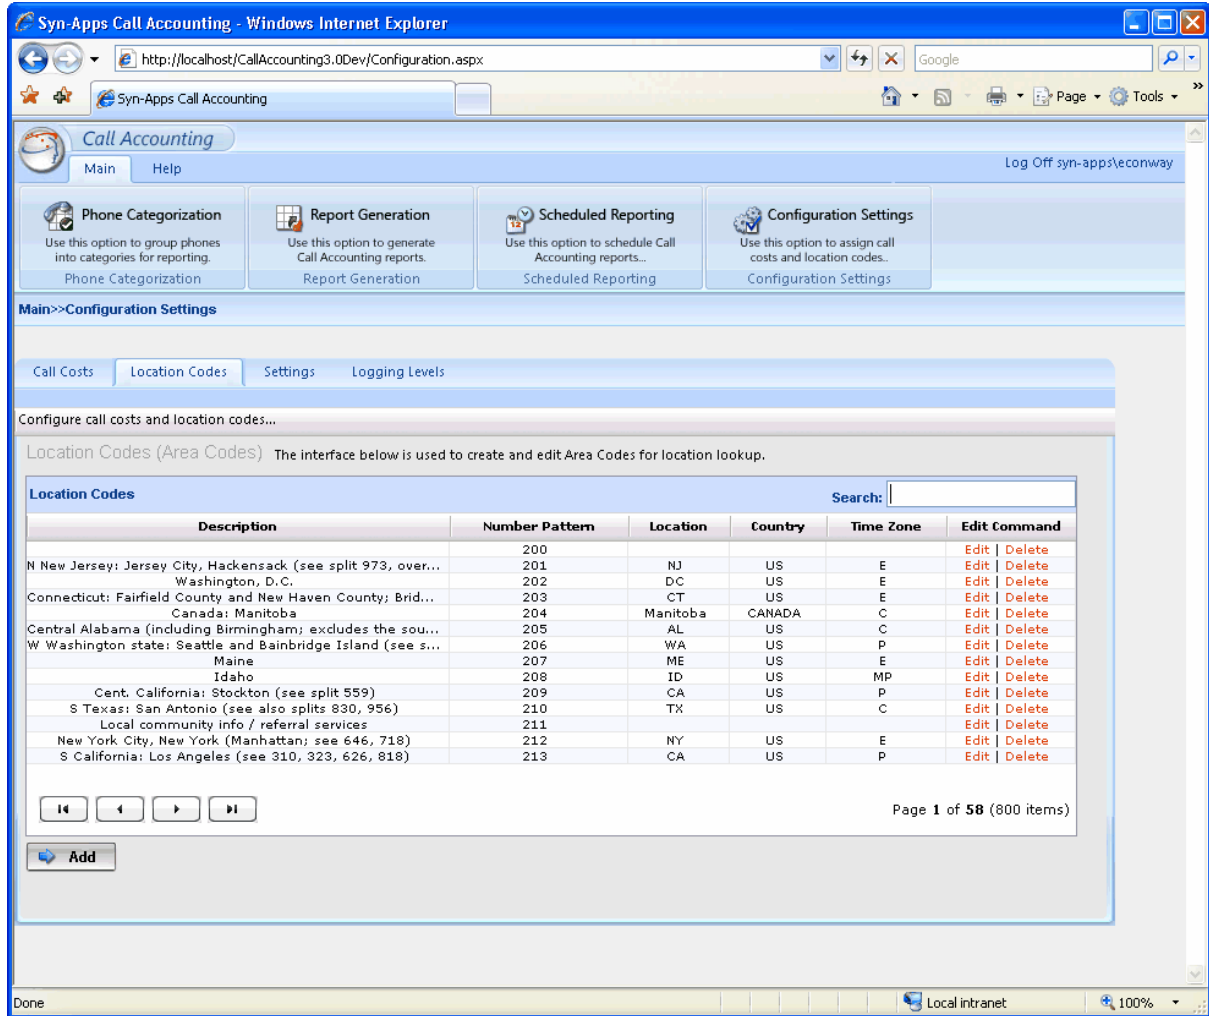 Syn-Apps Call Accounting - Windows Internet Explorer
http://localhost/CallAccounting3.0Dev/Configuration.aspx
Google
Syn-Apps Call Accounting
Page
Tools
»
Call Accounting
Main
Help
Log Off syn-apps\econway
Phone Categorization
Use this option to group phones
into categories for reporting.
Phone Categorization
Report Generation
Use this option to generate
Call Accounting reports.
Report Generation
Scheduled Reporting
Use this option to schedule Call
Accounting reports...
Scheduled Reporting
Configuration Settings
Use this option to assign call
costs and location codes..
Configuration Settings
Main>>Configuration Settings
Call Costs
Location Codes
Settings
Logging Levels
Configure call costs and location codes...
Location Codes (Area Codes) The interface below is used to create and edit Area Codes for location lookup.
Location Codes
Search:
Description Number Pattern Location Country Time Zone Edit Command
200 Edit | Delete
N New Jersey: Jersey City, Hackensack (see split 973, over... 201 NJ US E Edit | Delete
Washington, D.C. 202 DC US E Edit | Delete
Connecticut: Fairfield County and New Haven County; Brid... 203 CT US E Edit | Delete
Canada: Manitoba 204 Manitoba CANADA C Edit | Delete
Central Alabama (including Birmingham; excludes the sou... 205 AL US C Edit | Delete
W Washington state: Seattle and Bainbridge Island (see s... 206 WA US P Edit | Delete
Maine 207 ME US E Edit | Delete
Idaho 208 ID US MP Edit | Delete
Cent. California: Stockton (see split 559) 209 CA US P Edit | Delete
S Texas: San Antonio (see also splits 830, 956) 210 TX US C Edit | Delete
Local community info / referral services 211 Edit | Delete
New York City, New York (Manhattan; see 646, 718) 212 NY US E Edit | Delete
S California: Los Angeles (see 310, 323, 626, 818) 213 CA US P Edit | Delete
Page 1 of 58 (800 items)
Add
Done
Local intranet
100%